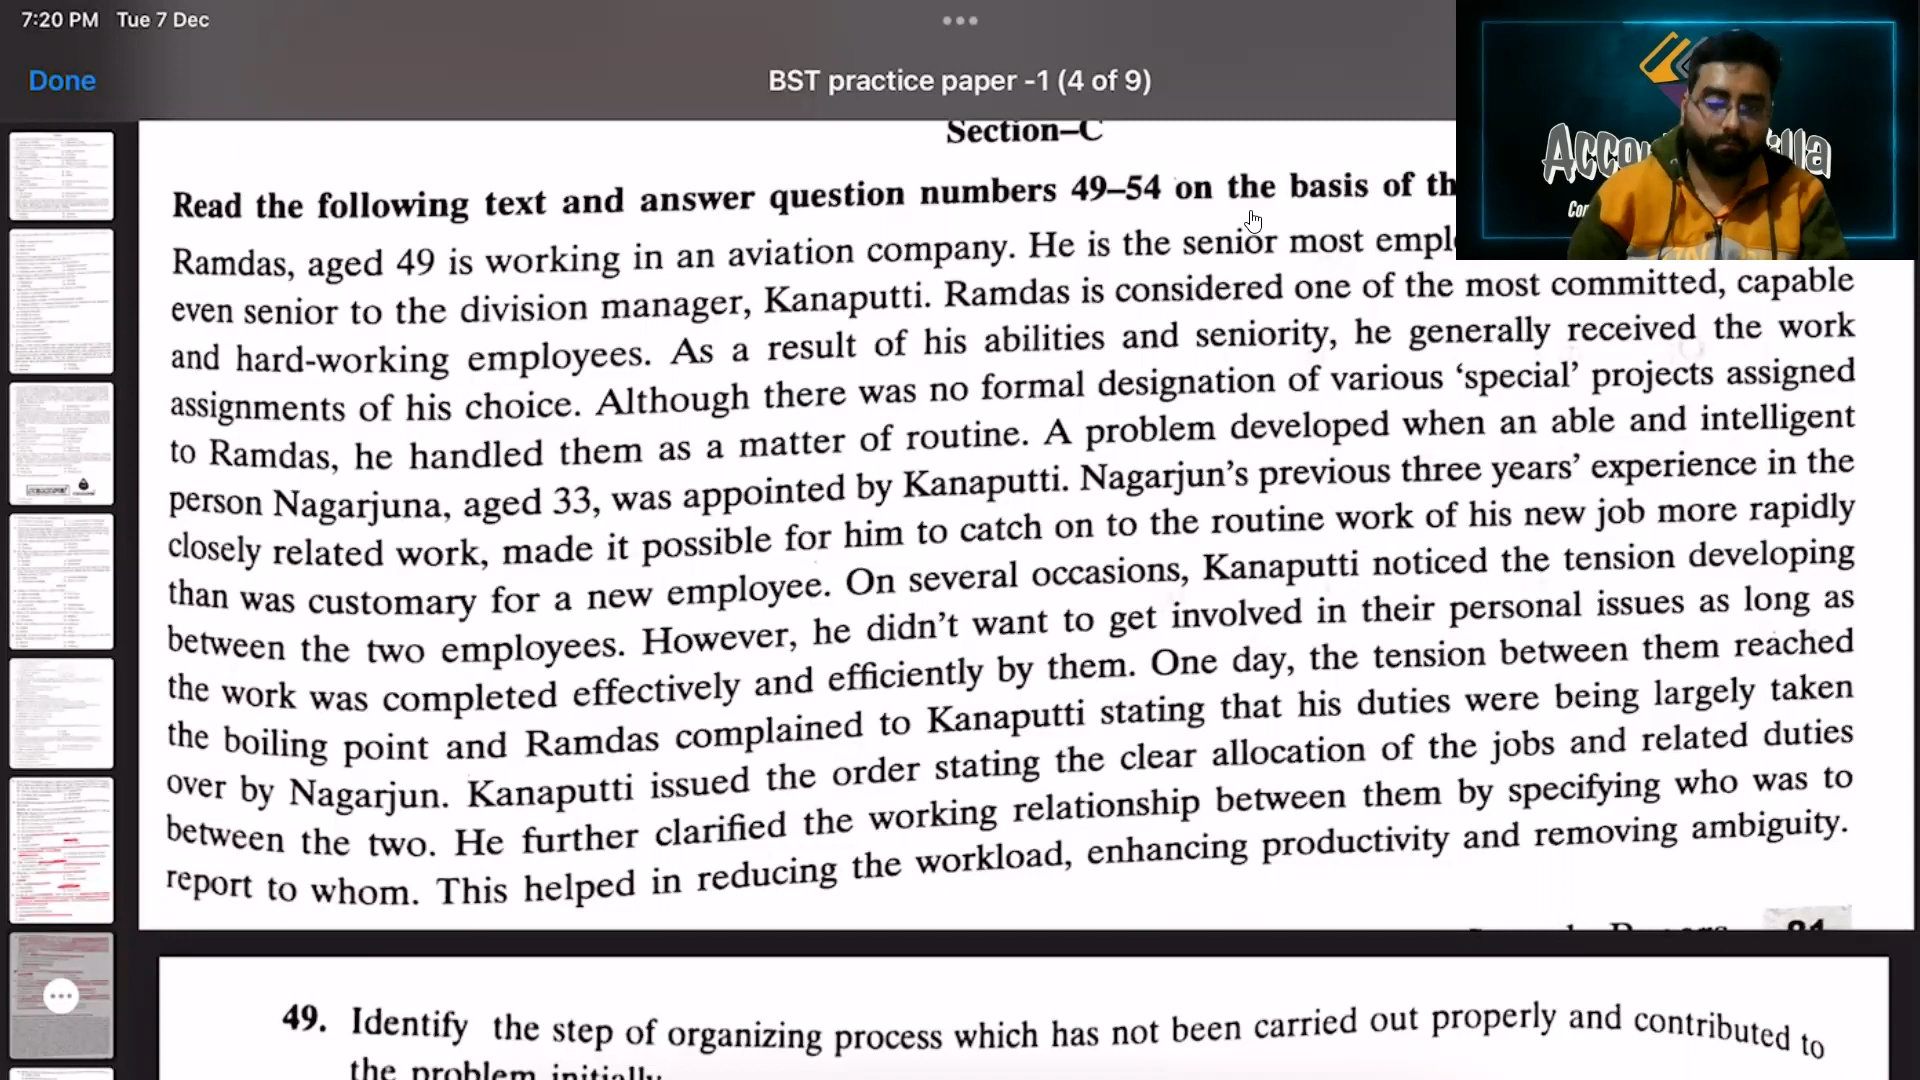 7:20 PM Tue 7 Dec
Done
BST practice paper -1 (4 of 9)
Section–C
Read the following text and answer question numbers 49–54 on the basis of th
Ramdas, aged 49 is working in an aviation company. He is the senior most empl
even senior to the division manager, Kanaputti. Ramdas is considered one of the most committed, capable
and hard-working employees. As a result of his abilities and seniority, he generally received the work
assignments of his choice. Although there was no formal designation of various ‘special’ projects assigned
to Ramdas, he handled them as a matter of routine. A problem developed when an able and intelligent
person Nagarjuna, aged 33, was appointed by Kanaputti. Nagarjun’s previous three years’ experience in the
closely related work, made it possible for him to catch on to the routine work of his new job more rapidly
than was customary for a new employee. On several occasions, Kanaputti noticed the tension developing
between the two employees. However, he didn’t want to get involved in their personal issues as long as
the work was completed effectively and efficiently by them. One day, the tension between them reached
the boiling point and Ramdas complained to Kanaputti stating that his duties were being largely taken
over by Nagarjun. Kanaputti issued the order stating the clear allocation of the jobs and related duties
between the two. He further clarified the working relationship between them by specifying who was to
report to whom. This helped in reducing the workload, enhancing productivity and removing ambiguity.
49. Identify the step of organizing process which has not been carried out properly and contributed to
the problem initially.